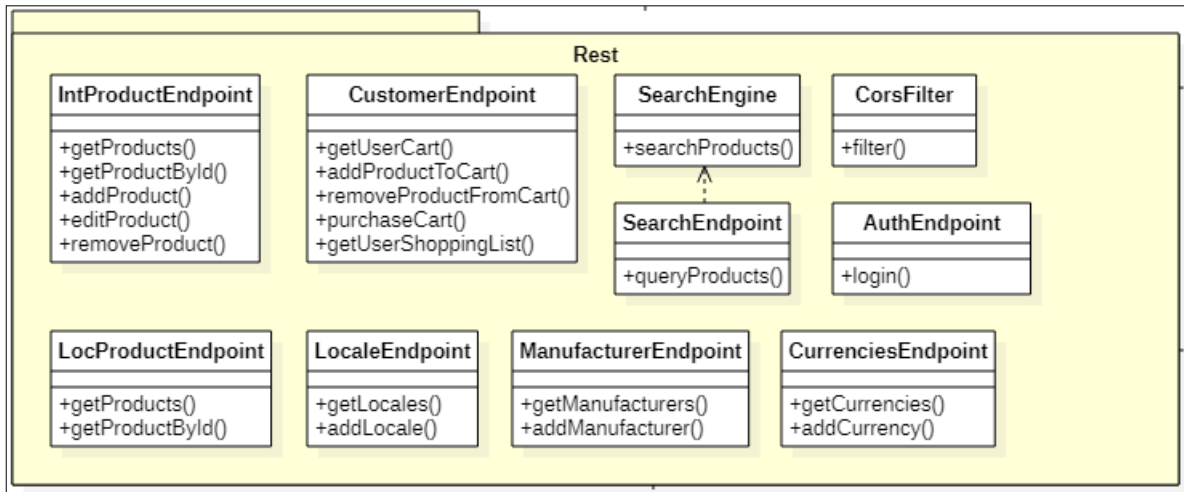 Rest
IntProductEndpoint
+getProducts()
+getProductById()
+addProduct()
+editProduct()
+removeProduct()
CustomerEndpoint
+getUserCart()
+addProductToCart()
+removeProductFromCart()
+purchaseCart()
+getUserShoppingList()
SearchEngine
+searchProducts()
CorsFilter
+filter()
SearchEndpoint
+queryProducts()
AuthEndpoint
+login()
LocProductEndpoint
+getProducts()
+getProductById()
LocaleEndpoint
+getLocales()
+addLocale()
ManufacturerEndpoint
+getManufacturers()
+addManufacturer()
CurrenciesEndpoint
+getCurrencies()
+addCurrency()